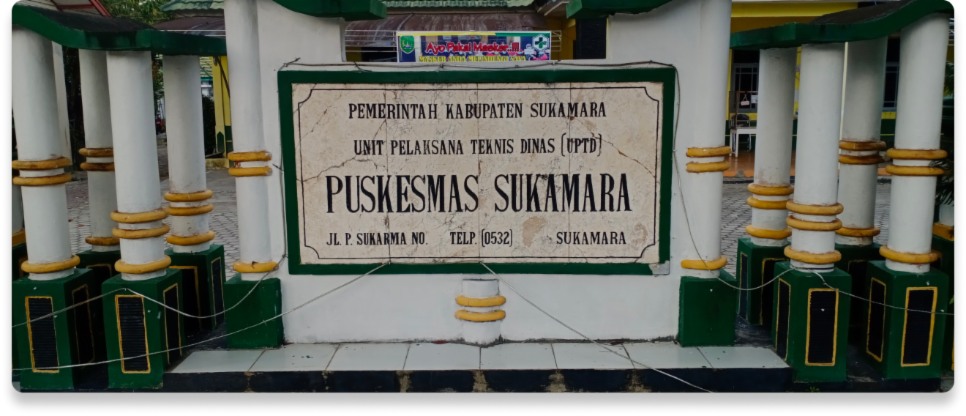 Ayo Pakai Masker !!!
PEMERINTAH KABUPATEN SUKAMARA
UNIT PELAKSANA TEKNIS DINAS (UPTD)
PUSKESMAS SUKAMARA
JL. P. SUKARMA NO. TELP. (0532) SUKAMARA